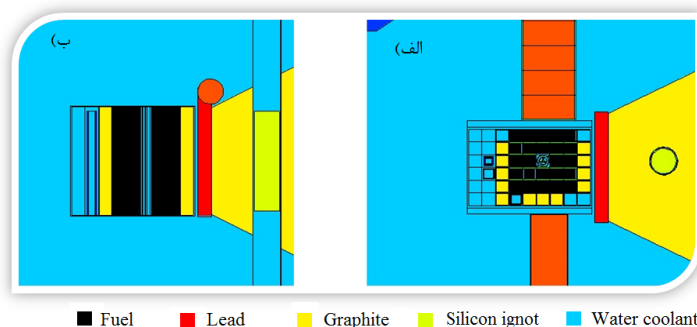 ب)
الف)
Fuel Lead Graphite Silicon ignot Water coolant